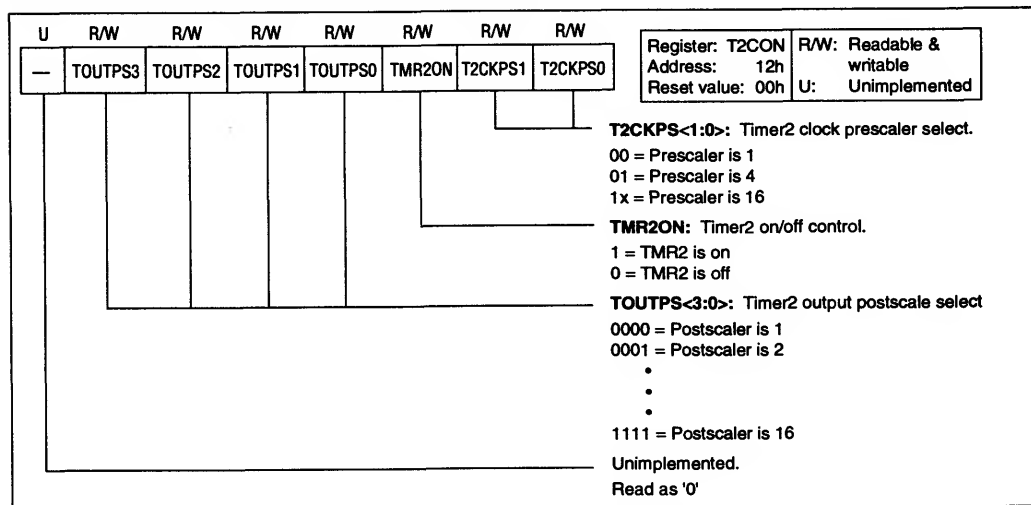 U R/W R/W R/W R/W R/W R/W R/W
— TOUTPS3 TOUTPS2 TOUTPS1 TOUTPS0 TMR2ON T2CKPS1 T2CKPS0
Register: T2CON
Address: 12h
Reset value: 00h
R/W: Readable &
writable
U: Unimplemented
T2CKPS<1:0>: Timer2 clock prescaler select.
00 = Prescaler is 1
01 = Prescaler is 4
1x = Prescaler is 16
TMR2ON: Timer2 on/off control.
1 = TMR2 is on
0 = TMR2 is off
TOUTPS<3:0>: Timer2 output postscale select
0000 = Postscaler is 1
0001 = Postscaler is 2
•
•
•
1111 = Postscaler is 16
Unimplemented.
Read as '0'